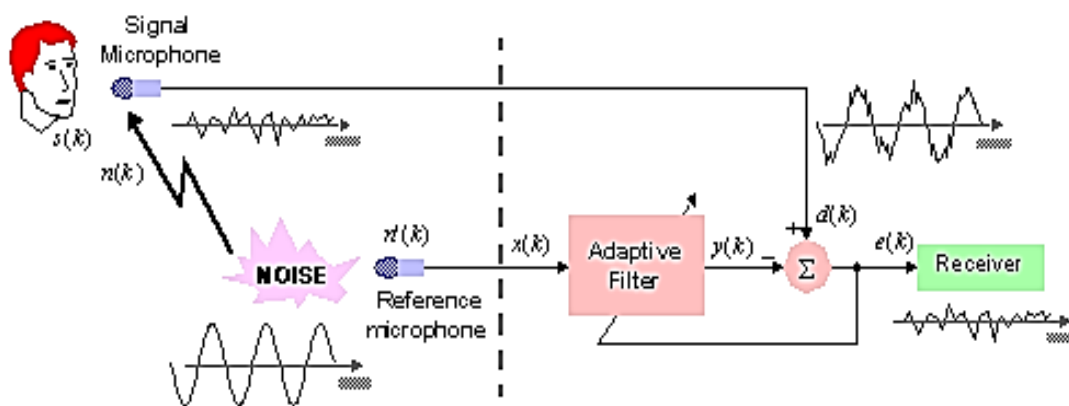 Signal
Microphone
s(k)
n(k)
NOISE
n'(k)
Reference
microphone
x(k)
Adaptive
Filter
y(k)
−
Σ
+
d(k)
e(k)
Receiver